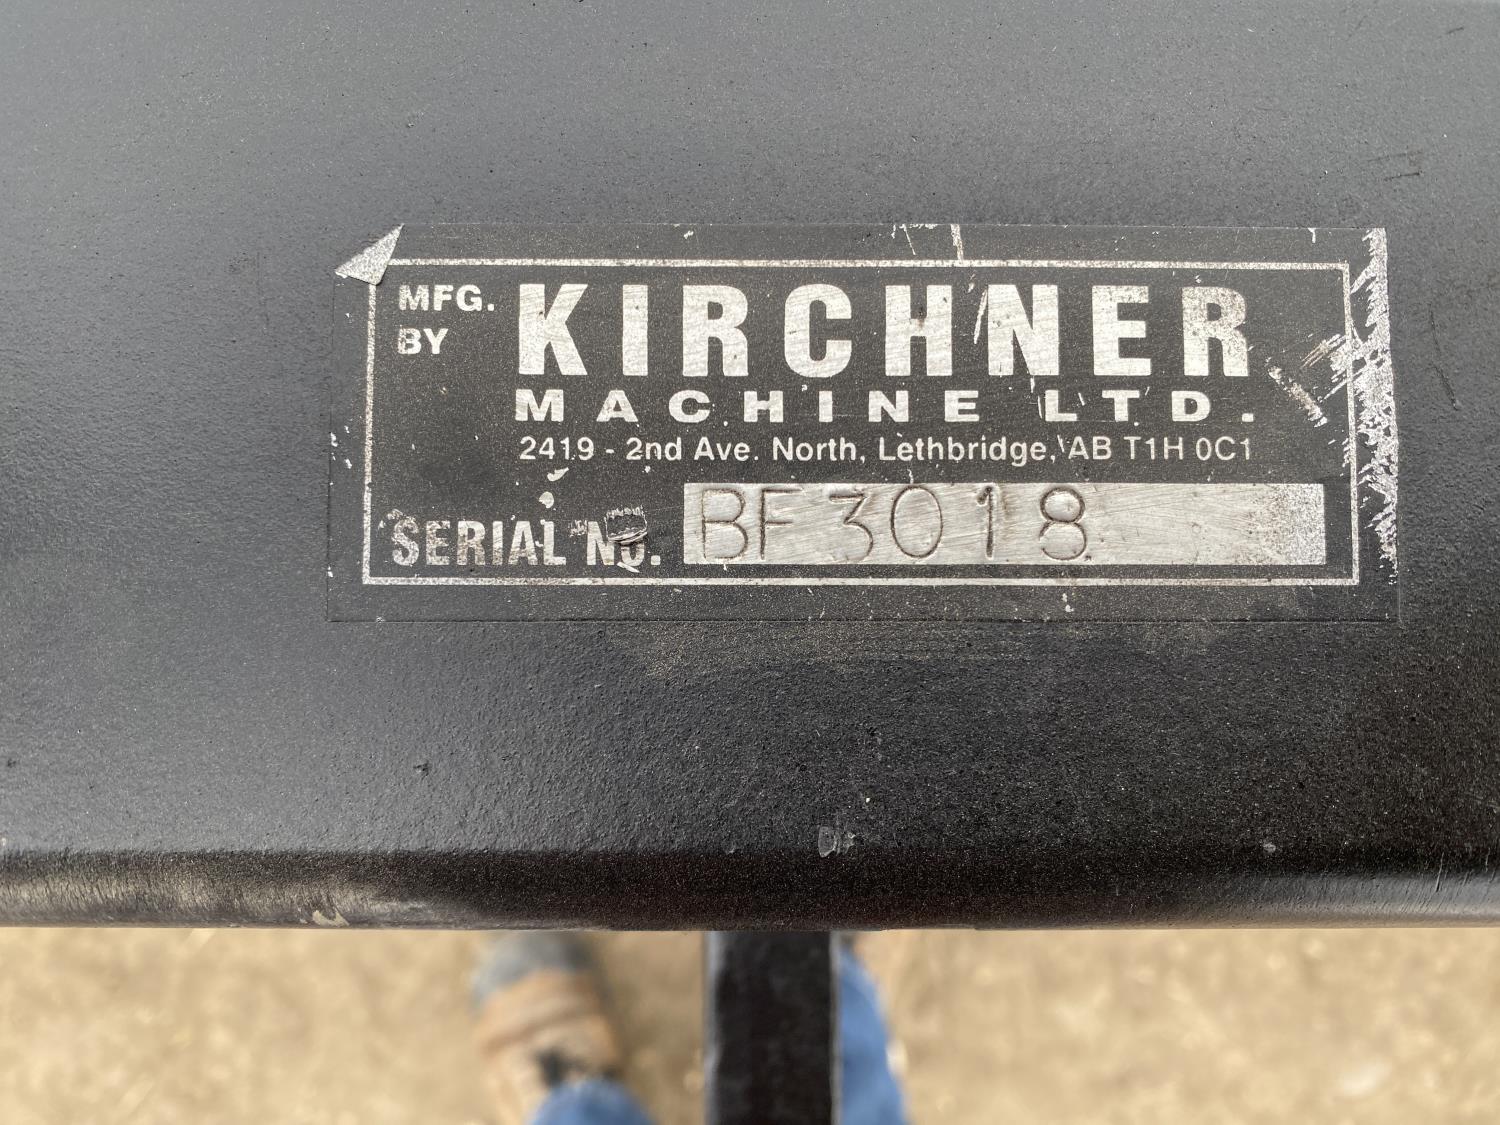 MFG. BY
KIRCHNER
MACHINE LTD.
2419 - 2nd Ave. North, Lethbridge, AB T1H 0C1
SERIAL NO. BF3018